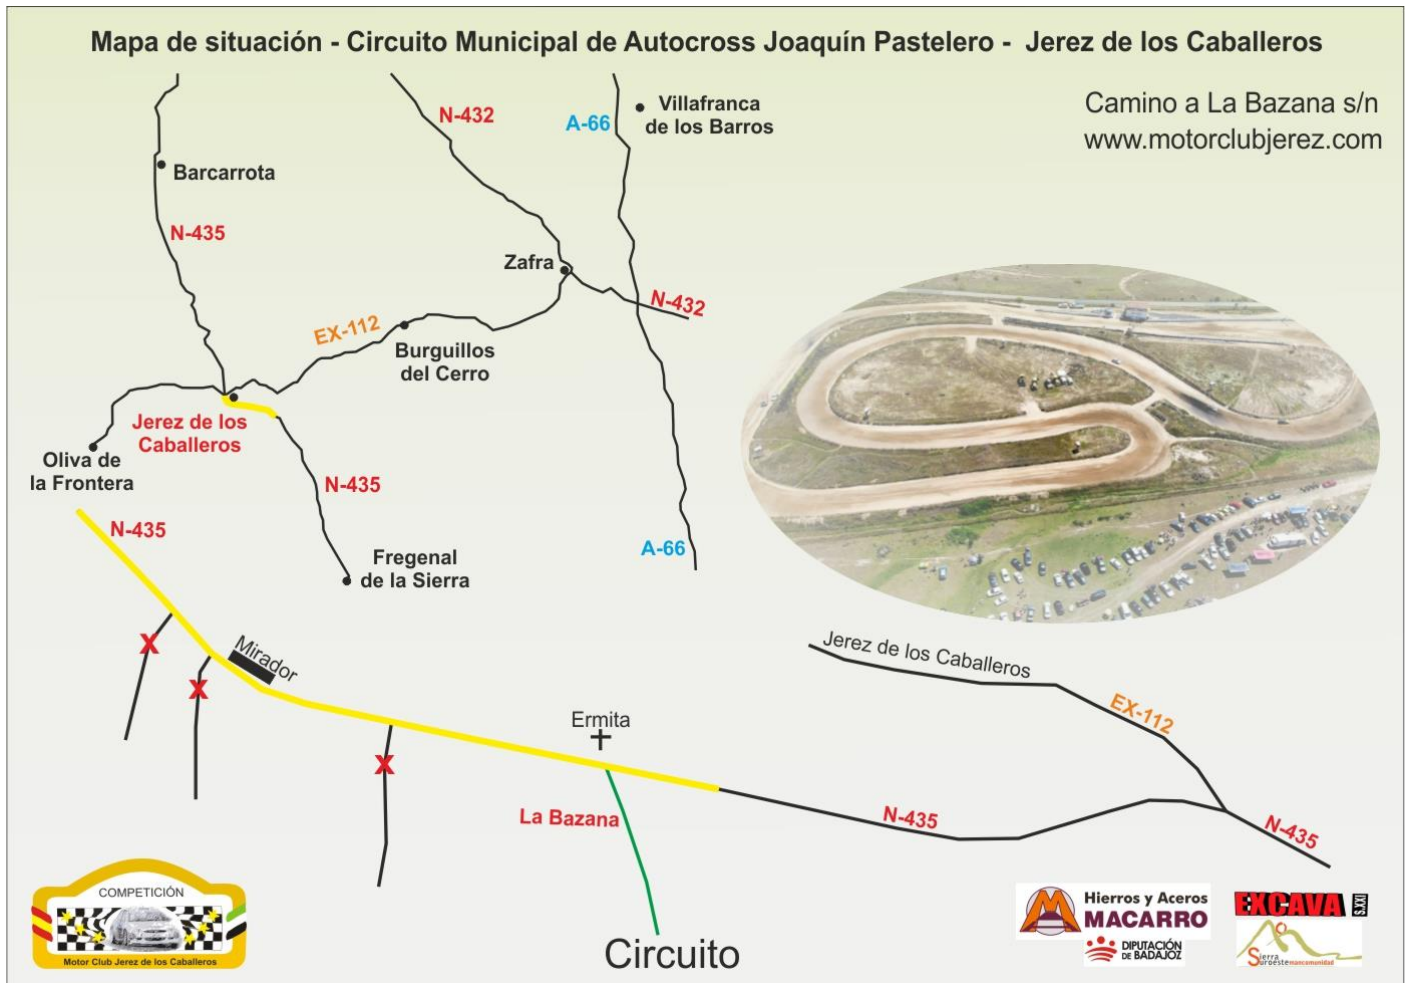 Mapa de situación - Circuito Municipal de Autocross Joaquín Pastelero - Jerez de los Caballeros
Camino a La Bazana s/n
www.motorclubjerez.com
N-432
A-66
Villafranca
de los Barros
Barcarrota
N-435
Zafra
N-432
EX-112
Burguillos
del Cerro
Jerez de los
Caballeros
Oliva de
la Frontera
N-435
N-435
Fregenal
de la Sierra
A-66
X
X
Mirador
X
Ermita
La Bazana
Circuito
Jerez de los Caballeros
EX-112
N-435
N-435
COMPETICIÓN
Motor Club Jerez de los Caballeros
Hierros y Aceros
MACARRO
DIPUTACIÓN
DE BADAJOZ
EXCAVA
S.XXI
Sierra
Suroeste mancomunidad